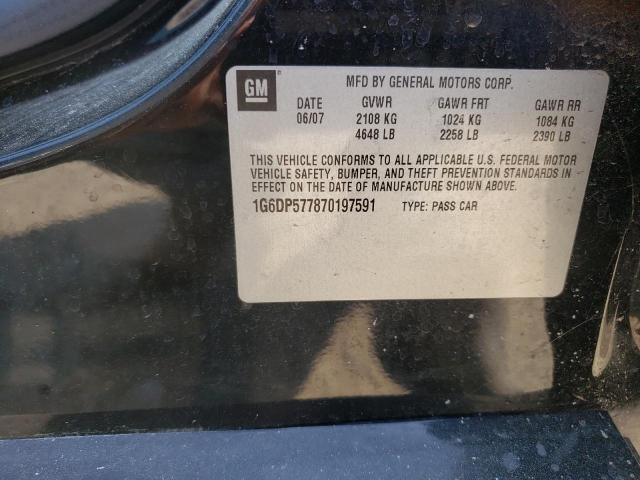 GM
MFD BY GENERAL MOTORS CORP.
DATE GVWR GAWR FRT GAWR RR
06/07 2108 KG 1024 KG 1084 KG
4648 LB 2258 LB 2390 LB
THIS VEHICLE CONFORMS TO ALL APPLICABLE U.S. FEDERAL MOTOR
VEHICLE SAFETY, BUMPER, AND THEFT PREVENTION STANDARDS IN
EFFECT ON THE DATE OF MANUFACTURE SHOWN ABOVE.
1G6DP577870197591 TYPE: PASS CAR